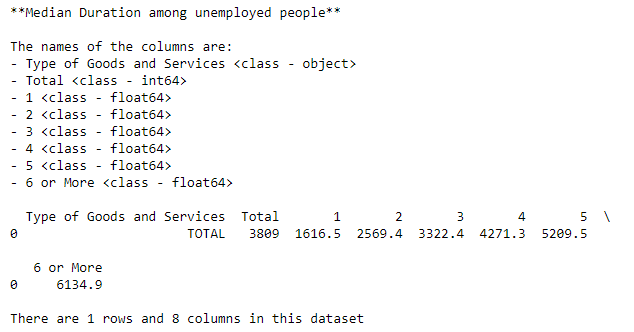 **Median Duration among unemployed people**
The names of the columns are:
- Type of Goods and Services <class - object>
- Total <class - int64>
- 1 <class - float64>
- 2 <class - float64>
- 3 <class - float64>
- 4 <class - float64>
- 5 <class - float64>
- 6 or More <class - float64>
Type of Goods and Services Total 1 2 3 4 5 \
0 TOTAL 3809 1616.5 2569.4 3322.4 4271.3 5209.5
6 or More
0 6134.9
There are 1 rows and 8 columns in this dataset